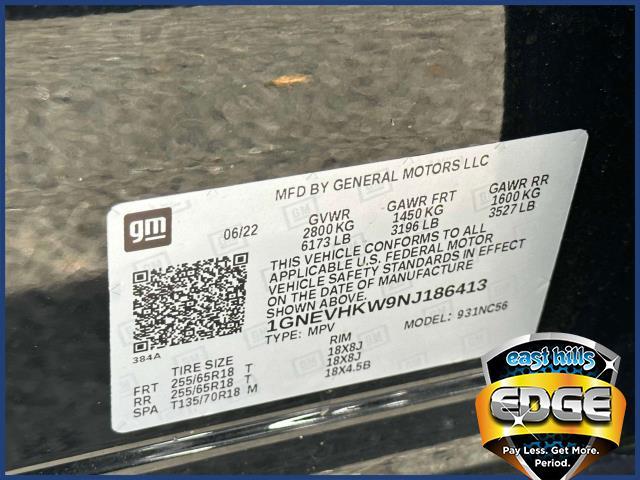 MFD BY GENERAL MOTORS LLC
gm
06/22
GVWR
2800 KG
6173 LB
GAWR FRT
1450 KG
3196 LB
GAWR RR
1600 KG
3527 LB
THIS VEHICLE CONFORMS TO ALL
APPLICABLE U.S. FEDERAL MOTOR
VEHICLE SAFETY STANDARDS IN EFFECT
ON THE DATE OF MANUFACTURE
SHOWN ABOVE.
1GNEVHKW9NJ186413
TYPE: MPV MODEL: 931NC56
384A
TIRE SIZE RIM
FRT 255/65R18 T 18X8J
RR 255/65R18 T 18X8J
SPA T135/70R18 M 18X4.5B
east hills
EDGE
Pay Less. Get More.
Period.